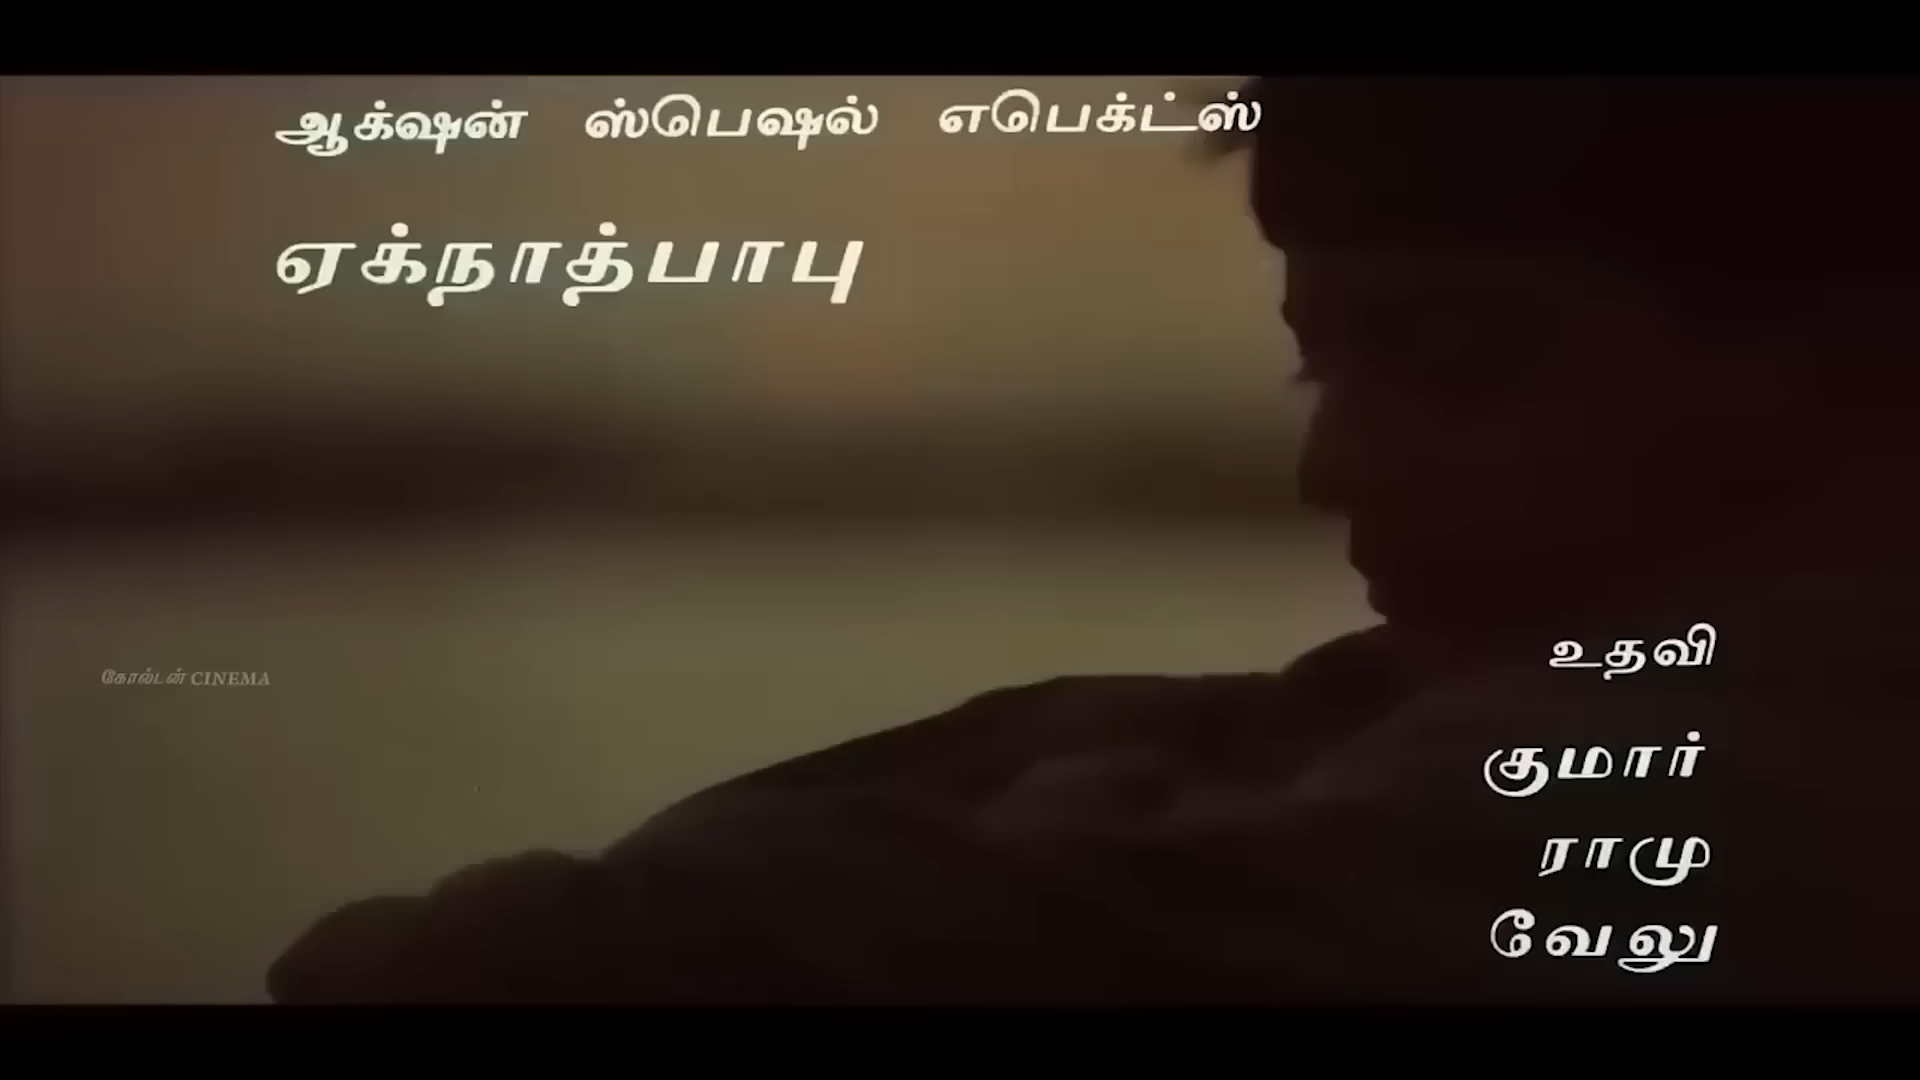 ஆக்ஷன் ஸ்பெஷல் எபெக்ட்ஸ்
ஏக்நாத்பாபு
கோல்டன் CINEMA
உதவி
குமார்
ராமு
வேலு